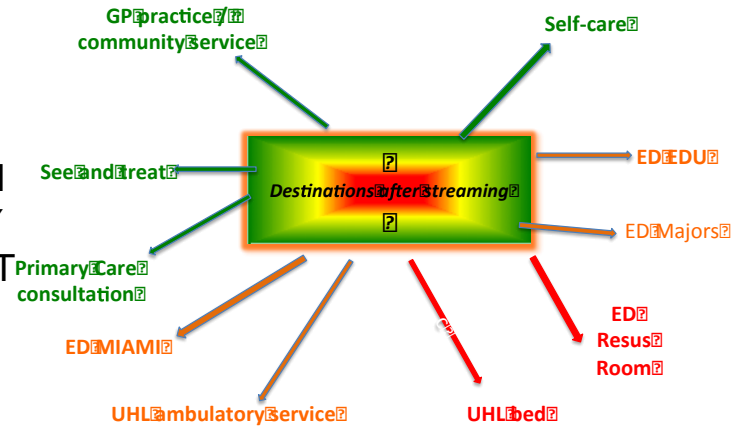 GP practice /
community service
Self-care
See and treat
Destinations after streaming
ED EDU
ED Majors
T
Primary Care
consultation
ED MIAMI
ED
Resus
Room
UHL ambulatory service
UHL bed